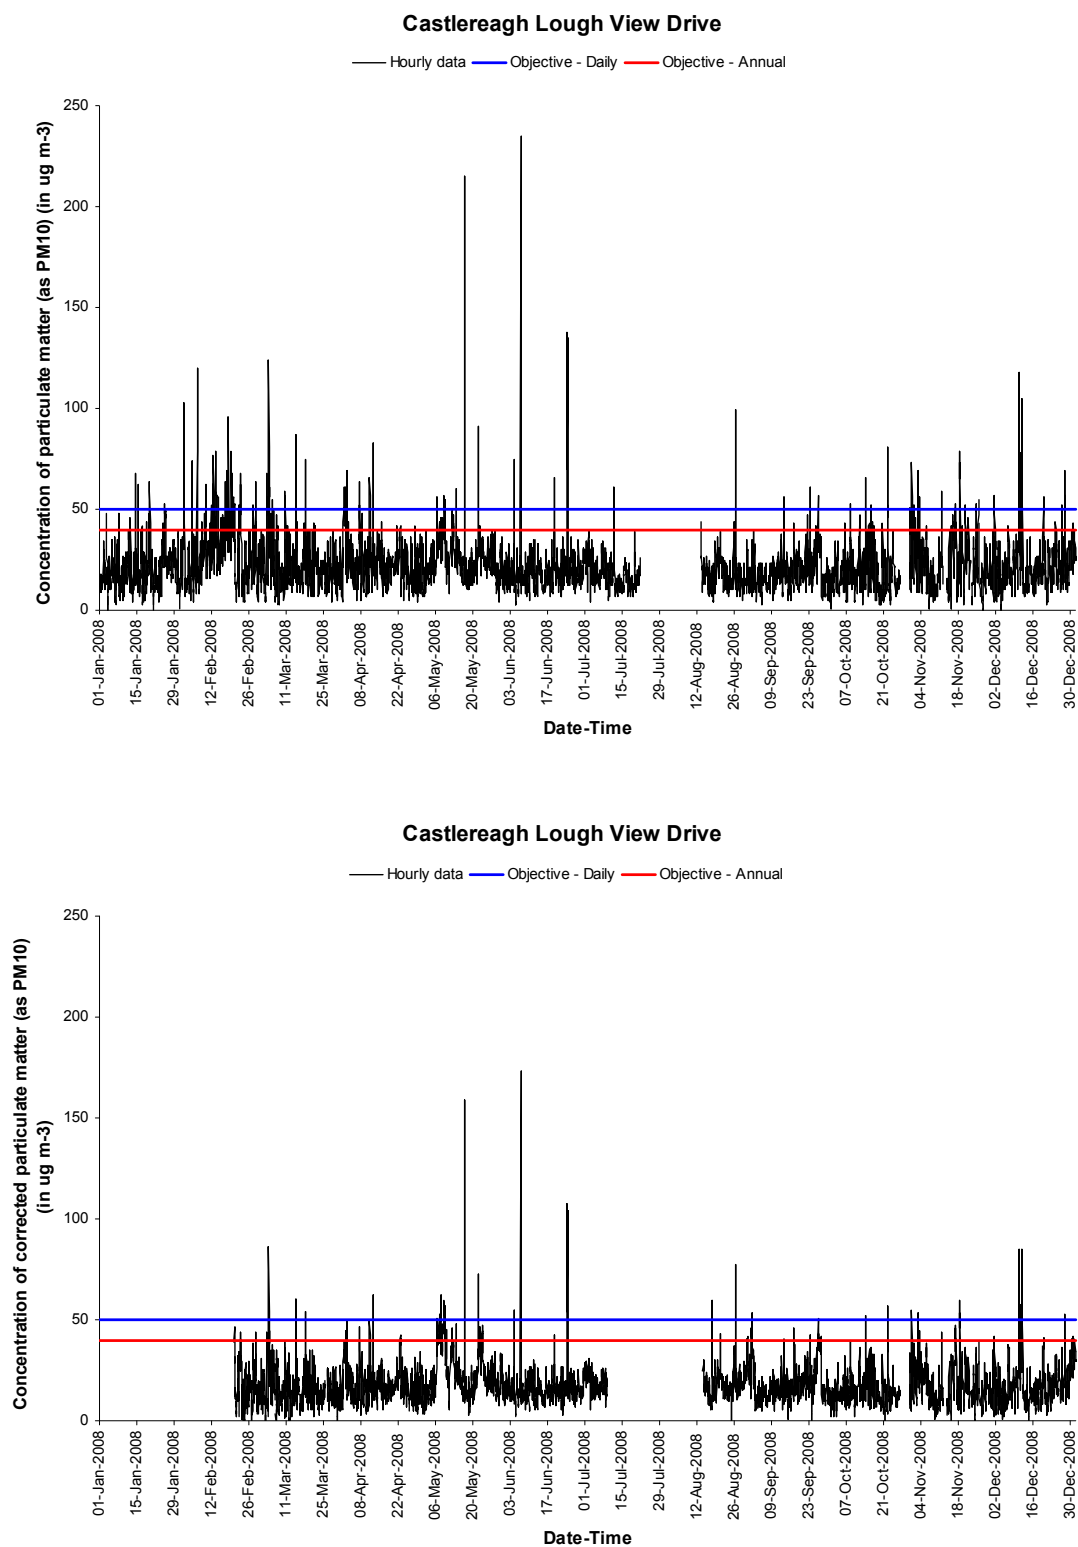 Castlereagh Lough View Drive
Hourly data Objective - Daily Objective - Annual
Concentration of particulate matter (as PM10) (in ug m-3)
250
200
150
100
50
0
01-Jan-2008 15-Jan-2008 29-Jan-2008 12-Feb-2008 26-Feb-2008 11-Mar-2008 25-Mar-2008 08-Apr-2008 22-Apr-2008 06-May-2008 20-May-2008 03-Jun-2008 17-Jun-2008 01-Jul-2008 15-Jul-2008 29-Jul-2008 12-Aug-2008 26-Aug-2008 09-Sep-2008 23-Sep-2008 07-Oct-2008 21-Oct-2008 04-Nov-2008 18-Nov-2008 02-Dec-2008 16-Dec-2008 30-Dec-2008
Date-Time
Castlereagh Lough View Drive
Hourly data Objective - Daily Objective - Annual
Concentration of corrected particulate matter (as PM10)
(in ug m-3)
250
200
150
100
50
0
01-Jan-2008 15-Jan-2008 29-Jan-2008 12-Feb-2008 26-Feb-2008 11-Mar-2008 25-Mar-2008 08-Apr-2008 22-Apr-2008 06-May-2008 20-May-2008 03-Jun-2008 17-Jun-2008 01-Jul-2008 15-Jul-2008 29-Jul-2008 12-Aug-2008 26-Aug-2008 09-Sep-2008 23-Sep-2008 07-Oct-2008 21-Oct-2008 04-Nov-2008 18-Nov-2008 02-Dec-2008 16-Dec-2008 30-Dec-2008
Date-Time